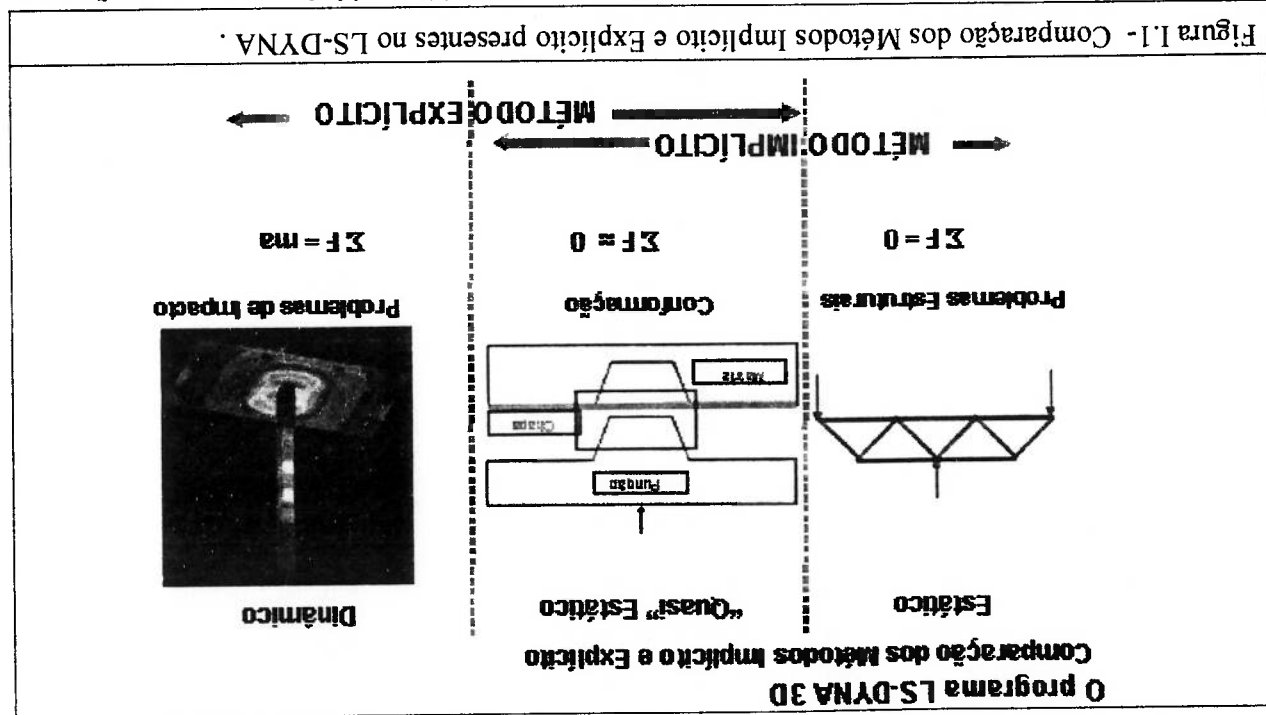 O programa LS-DYNA 3D
Comparação dos Métodos Implícito e Explícito
Estático “Quasi” Estático Dinâmico
Punção
Chapa
Matriz
Problemas Estruturais Conformação Problemas de Impacto
ΣF = 0 ΣF ≈ 0 ΣF = ma
MÉTODO IMPLÍCITO
MÉTODO EXPLÍCITO
Figura I.1- Comparação dos Métodos Implícito e Explícito presentes no LS-DYNA .